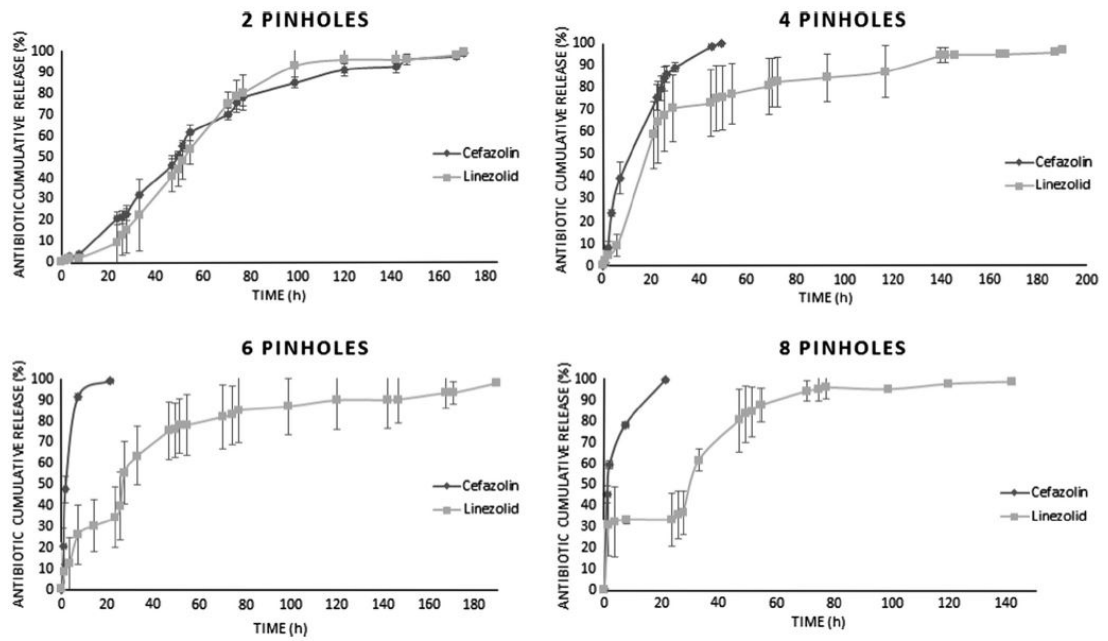 2 PINHOLES
ANTIBIOTIC CUMULATIVE RELEASE (%)
100
90
80
70
60
50
40
30
20
10
0
Cefazolin
Linezolid
0 20 40 60 80 100 120 140 160 180
TIME (h)
4 PINHOLES
ANTIBIOTIC CUMULATIVE RELEASE (%)
100
90
80
70
60
50
40
30
20
10
0
Cefazolin
Linezolid
0 20 40 60 80 100 120 140 160 180 200
TIME (h)
6 PINHOLES
ANTIBIOTIC CUMULATIVE RELEASE (%)
100
90
80
70
60
50
40
30
20
10
0
Cefazolin
Linezolid
0 20 40 60 80 100 120 140 160 180
TIME (h)
8 PINHOLES
ANTIBIOTIC CUMULATIVE RELEASE (%)
100
90
80
70
60
50
40
30
20
10
0
Cefazolin
Linezolid
0 20 40 60 80 100 120 140
TIME (h)